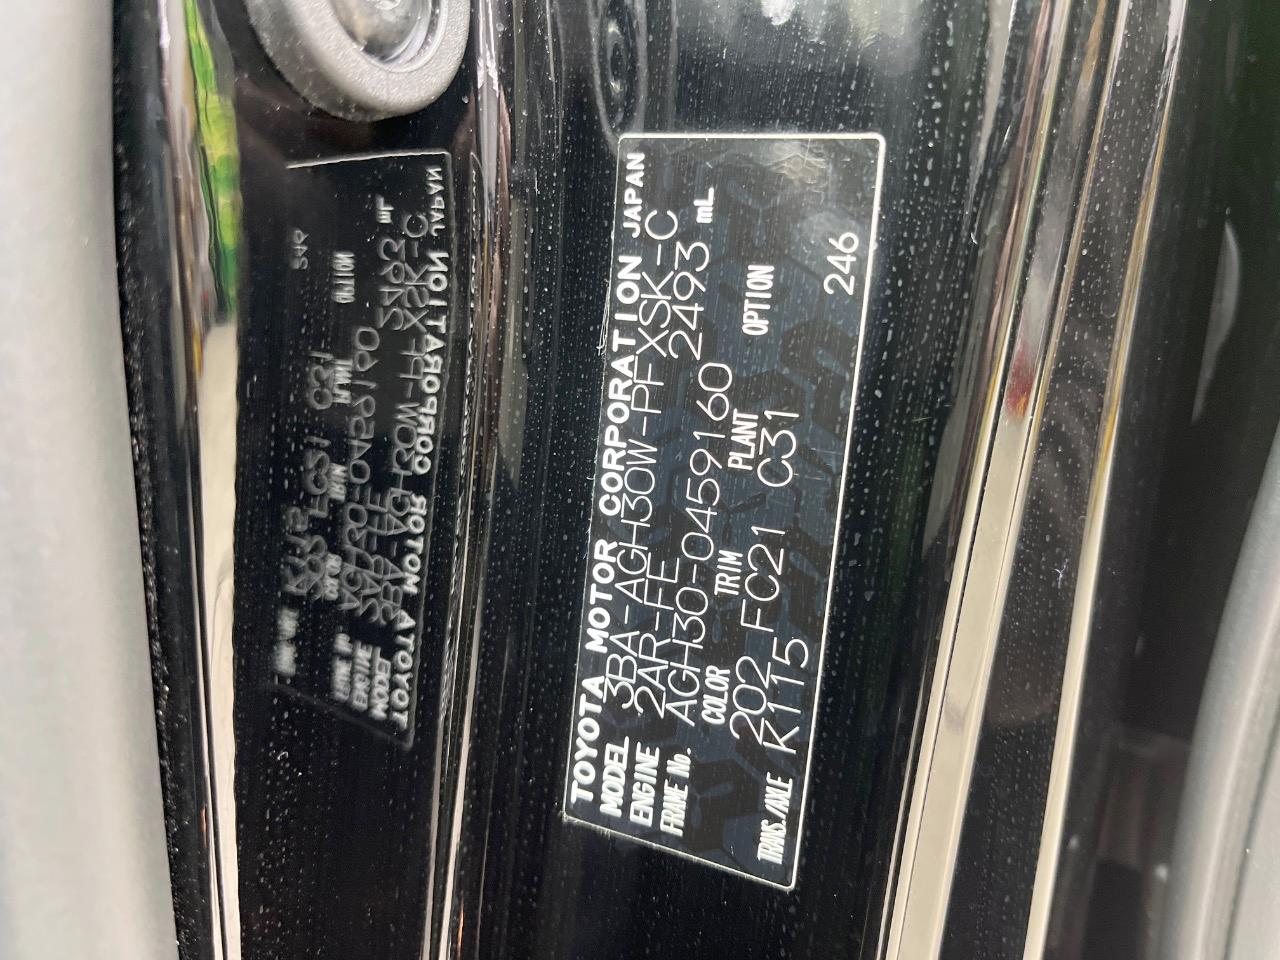 TOYOTA MOTOR CORPORATION JAPAN
MODEL 3BA-AGH30W-PFXSK-C
ENGINE 2AR-FE 2493 mL
FRAME No. AGH30-0459160
COLOR TRIM PLANT OPTION
202 FC21 C31
TRANS./AXLE K115 246